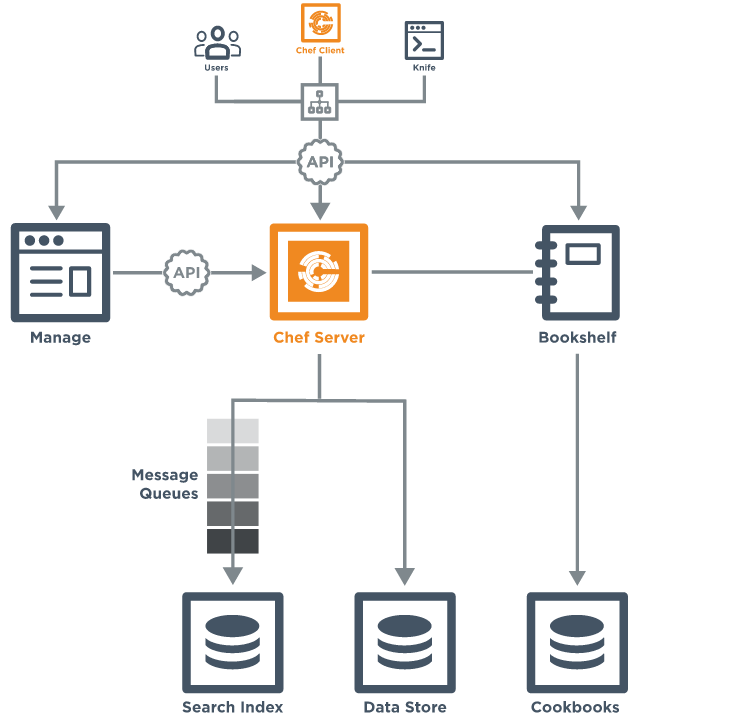 Chef Client
Users
Knife
API
API
Manage
Chef Server
Bookshelf
Message
Queues
Search Index
Data Store
Cookbooks